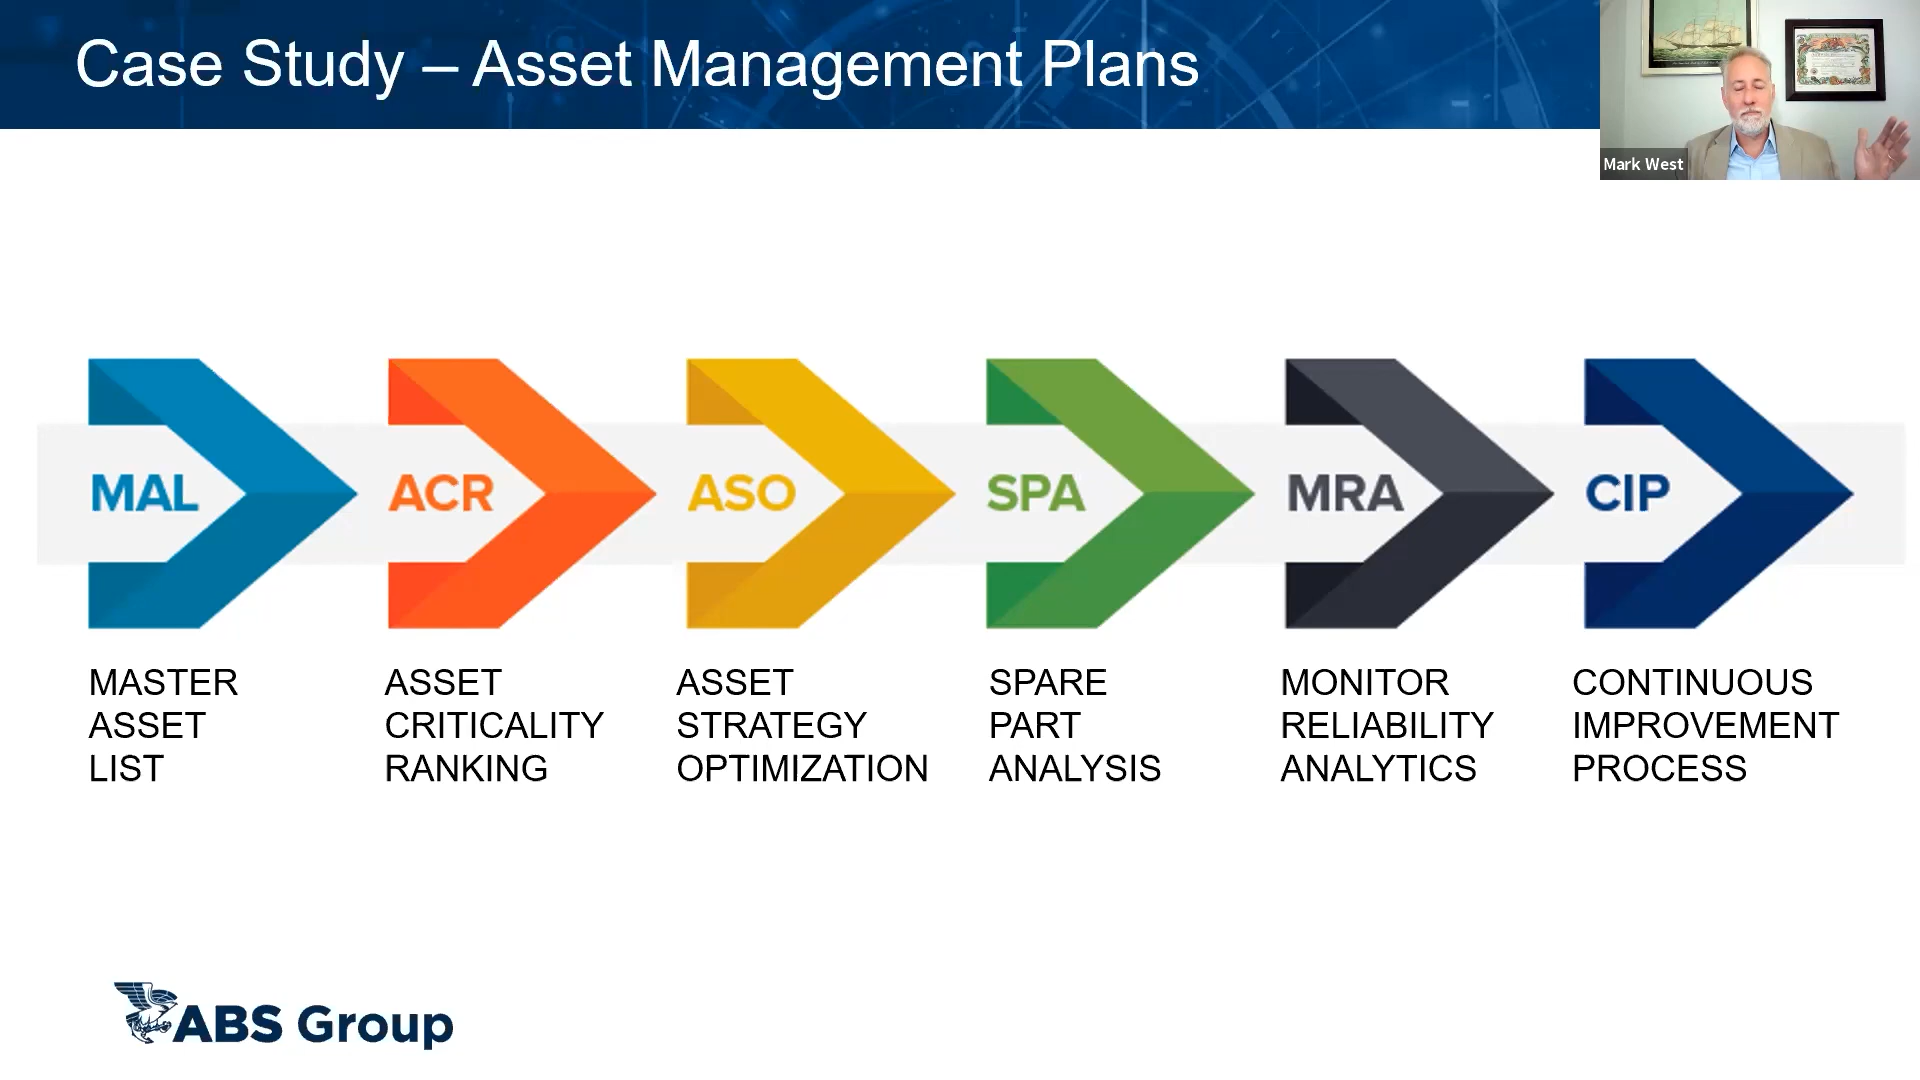 Case Study – Asset Management Plans
Mark West
MAL
ACR
ASO
SPA
MRA
CIP
MASTER
ASSET
LIST
ASSET
CRITICALITY
RANKING
ASSET
STRATEGY
OPTIMIZATION
SPARE
PART
ANALYSIS
MONITOR
RELIABILITY
ANALYTICS
CONTINUOUS
IMPROVEMENT
PROCESS
ABS Group